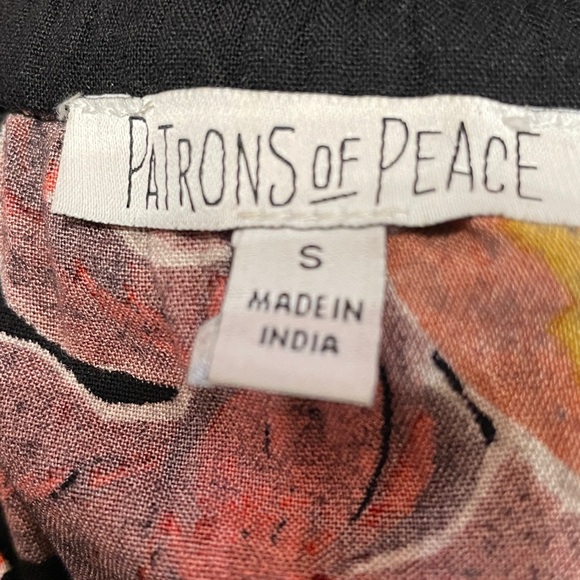 PATRONS OF PEACE
S
MADE IN
INDIA